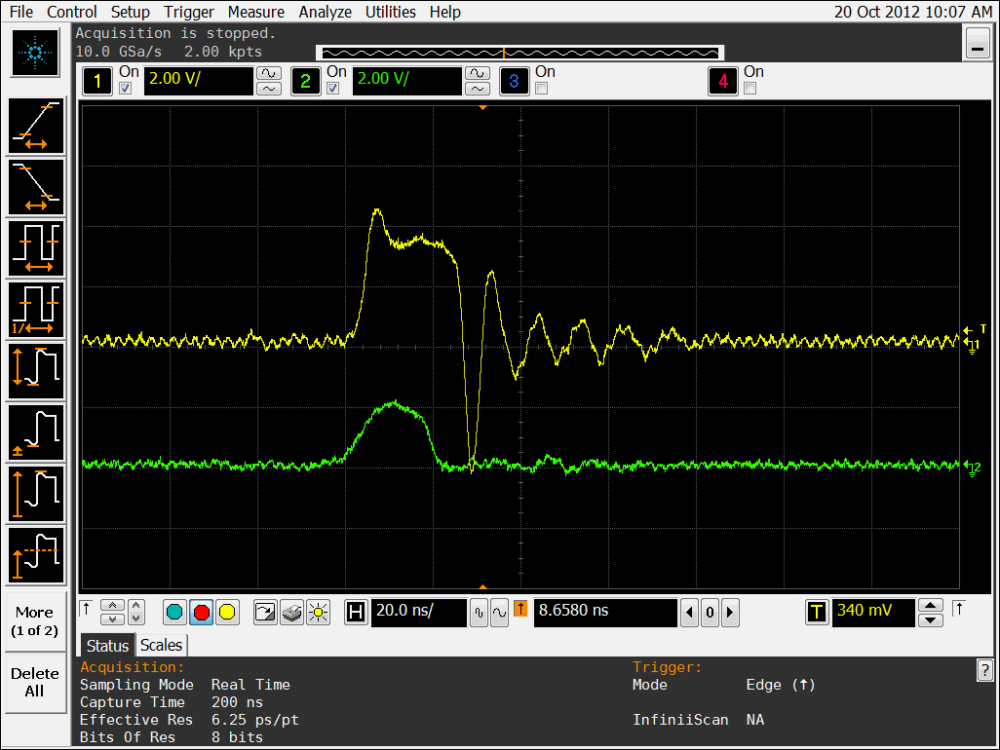 File Control Setup Trigger Measure Analyze Utilities Help 20 Oct 2012 10:07 AM
Acquisition is stopped.
10.0 GSa/s 2.00 kpts
1 On 2.00 V/ 2 On 2.00 V/ 3 On 4 On
T
1
2
1/
More
(1 of 2)
Delete
All
H 20.0 ns/ 8.6580 ns 0 T 340 mV
Status Scales
Acquisition: Trigger:
Sampling Mode Real Time Mode Edge (↑)
Capture Time 200 ns
Effective Res 6.25 ps/pt InfiniiScan NA
Bits Of Res 8 bits
?